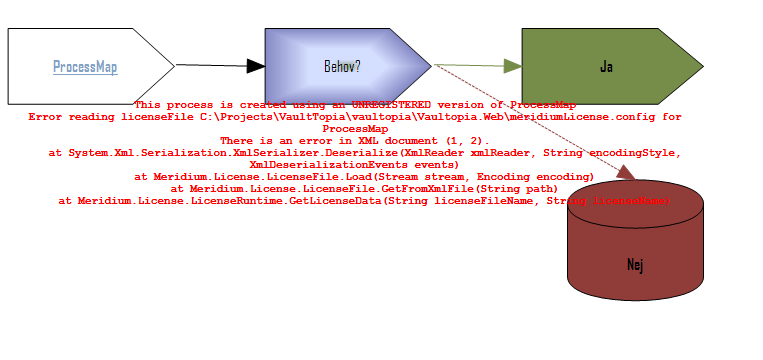 ProcessMap
Behov?
Ja
This process is created using an UNREGISTERED version of ProcessMap
Error reading licenseFile C:\Projects\VaultTopia\vaultopia\Vaultopia.Web\meridiumLicense.config for
ProcessMap
There is an error in XML document (1, 2).
at System.Xml.Serialization.XmlSerializer.Deserialize(XmlReader xmlReader, String encodingStyle,
XmlDeserializationEvents events)
at Meridium.License.LicenseFile.Load(Stream stream, Encoding encoding)
at Meridium.License.LicenseFile.GetFromXmlFile(String path)
at Meridium.License.LicenseRuntime.GetLicenseData(String licenseFileName, String licenseName)
Nej